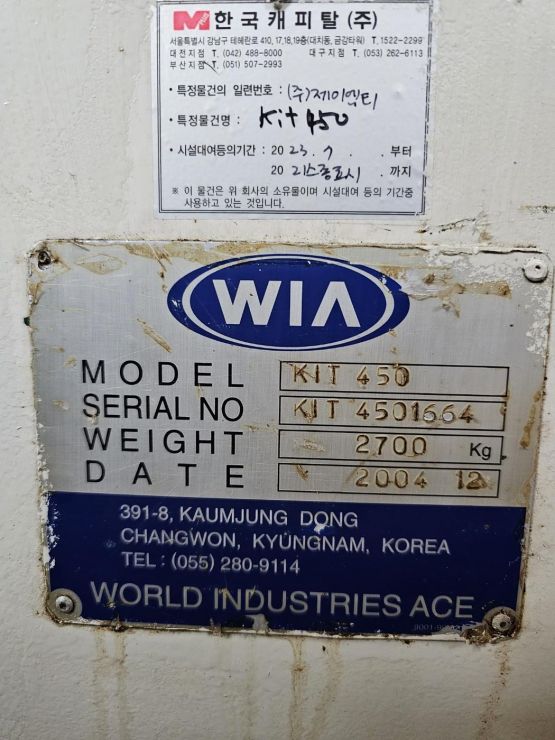 M 한국캐피탈 (주)
서울특별시 강남구 테헤란로 410, 17,18,19층(대치동, 금강타워) T. 1522-2299
대전지점 T. (042) 488-8000 대구지점 T. (053) 262-6113
부산지점 T. (051) 507-2993
• 특정물건의 일련번호 : (주)제이엑티
• 특정물건명 : Kit 450
• 시설대여등의기간 : 20 23. 7 . . 부터
20 리스종료시 . 까지
※ 이 물건은 위 회사의 소유물이며 시설대여 등의 기간중
사용하고 있는 것입니다.
WIA
MODEL KIT 450
SERIAL NO KIT 4501664
WEIGHT 2700 Kg
DATE 2004 12
391-8, KAUMJUNG DONG
CHANGWON, KYUNGNAM, KOREA
TEL : (055) 280-9114
WORLD INDUSTRIES ACE